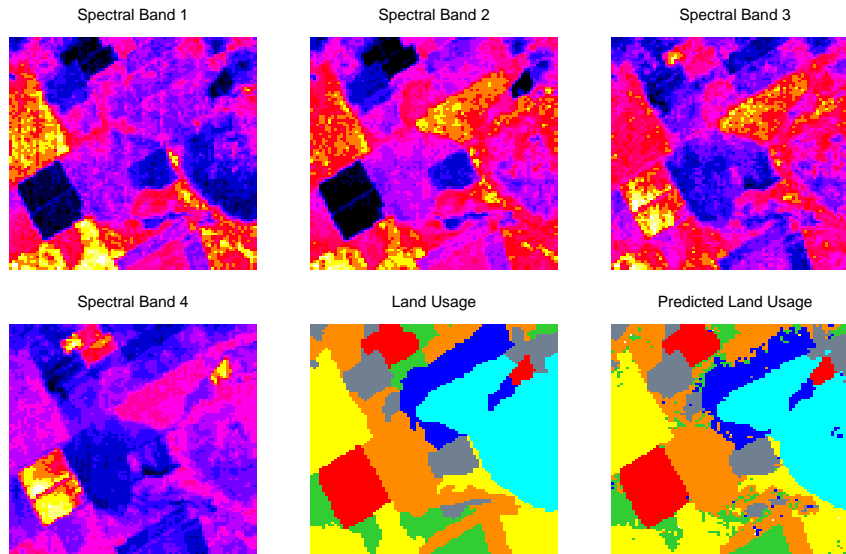 Spectral Band 1
Spectral Band 2
Spectral Band 3
Spectral Band 4
Land Usage
Predicted Land Usage